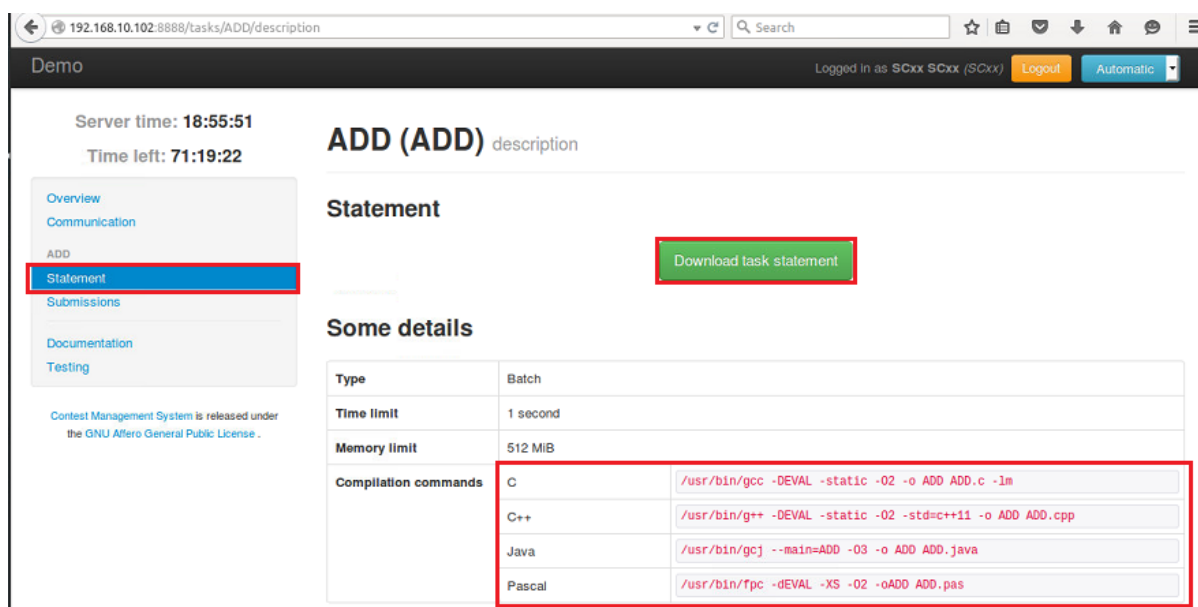 192.168.10.102:8888/tasks/ADD/description
Search
Demo
Logged in as SCxx SCxx (SCxx)
Logout
Automatic
Server time: 18:55:51
Time left: 71:19:22
Overview
Communication
ADD
Statement
Submissions
Documentation
Testing
Contest Management System is released under
the GNU Affero General Public License .
ADD (ADD) description
Statement
Download task statement
Some details
Type Batch
Time limit 1 second
Memory limit 512 MiB
Compilation commands C /usr/bin/gcc -DEVAL -static -O2 -o ADD ADD.c -lm
C++ /usr/bin/g++ -DEVAL -static -O2 -std=c++11 -o ADD ADD.cpp
Java /usr/bin/gcj --main=ADD -O3 -o ADD ADD.java
Pascal /usr/bin/fpc -dEVAL -XS -O2 -oADD ADD.pas